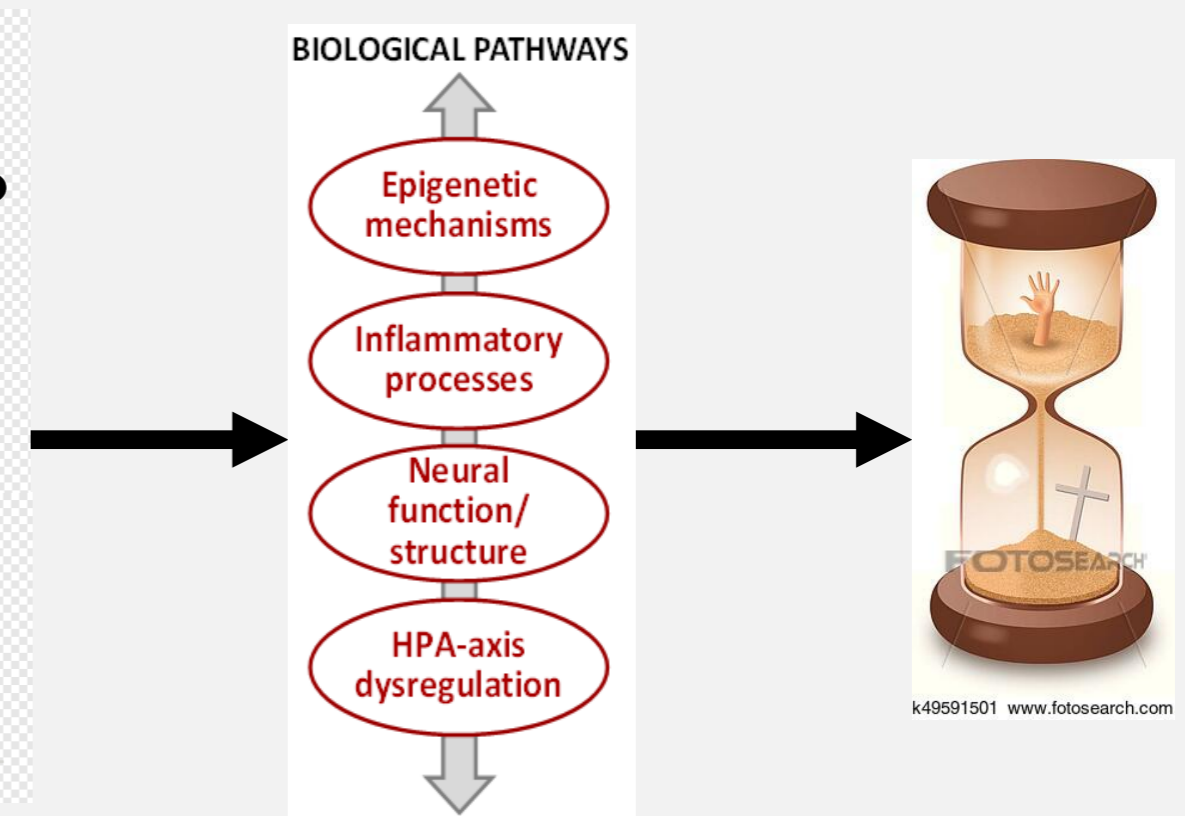 BIOLOGICAL PATHWAYS
Epigenetic
mechanisms
Inflammatory
processes
Neural
function/
structure
HPA-axis
dysregulation
FOTOSEARCH
k49591501 www.fotosearch.com